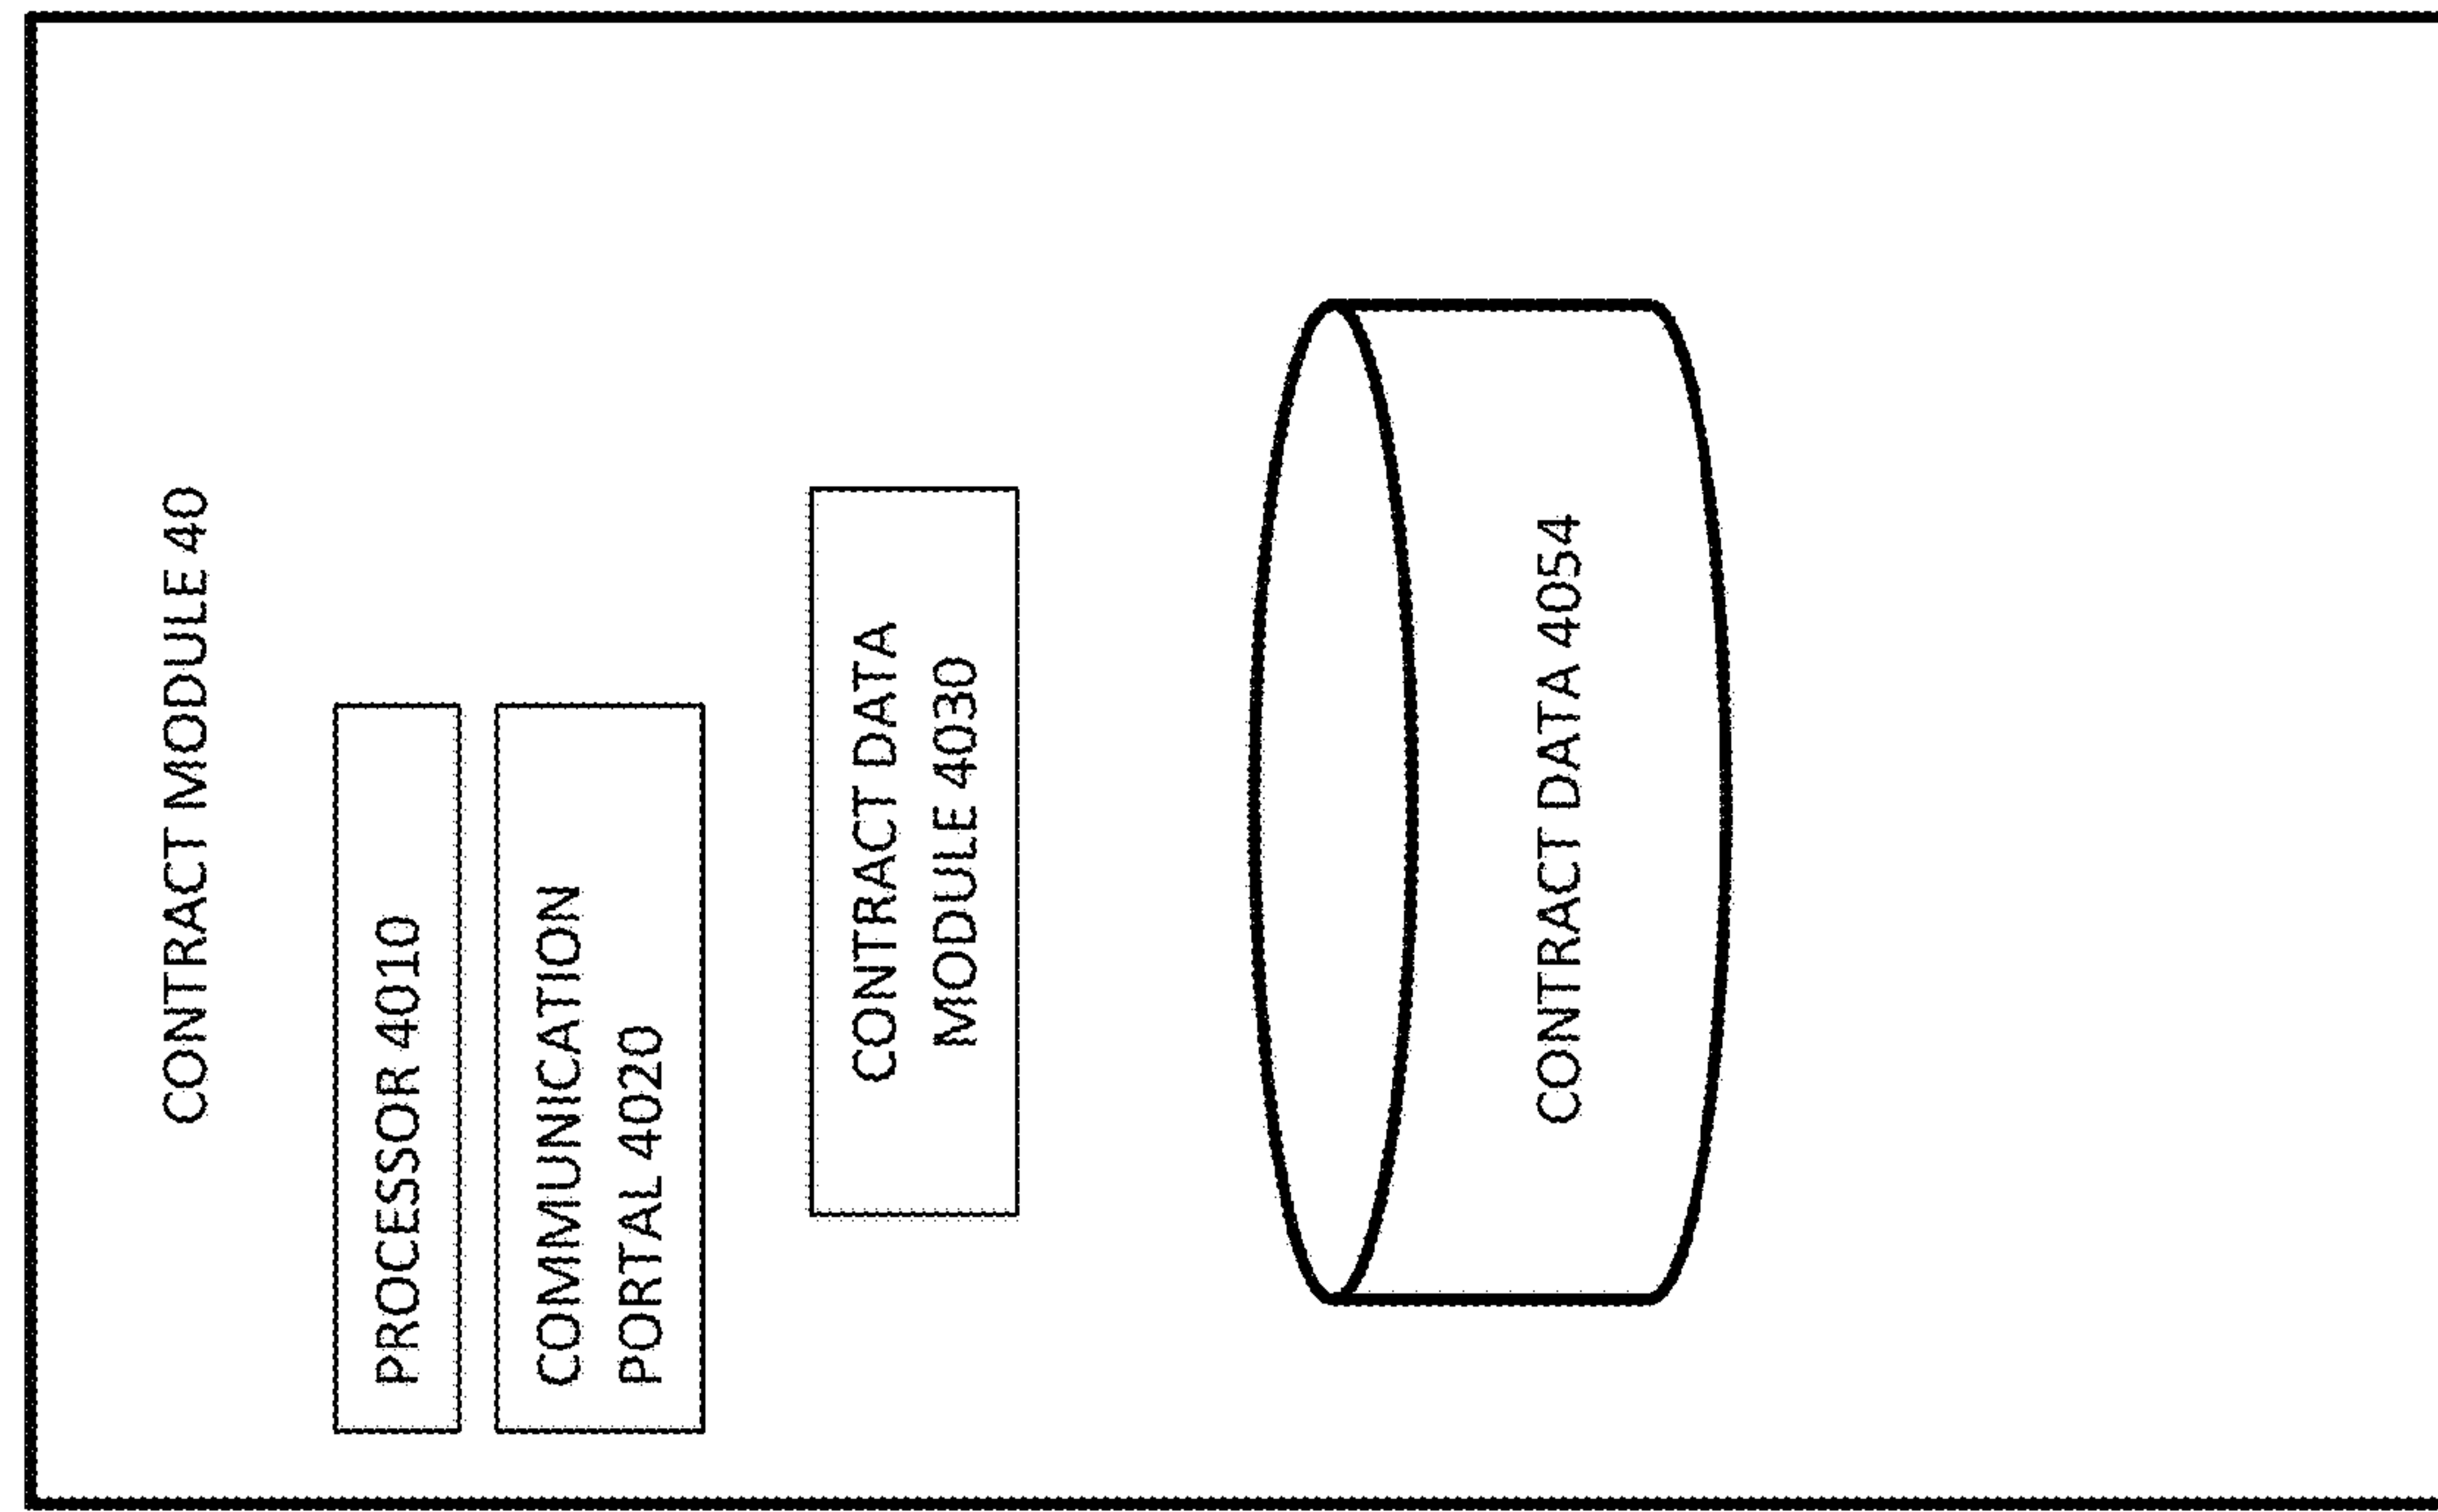 CONTRACT MODULE 40
PROCESSOR 4010
COMMUNICATION
PORTAL 4020
CONTRACT DATA
MODULE 4030
CONTRACT DATA 4054